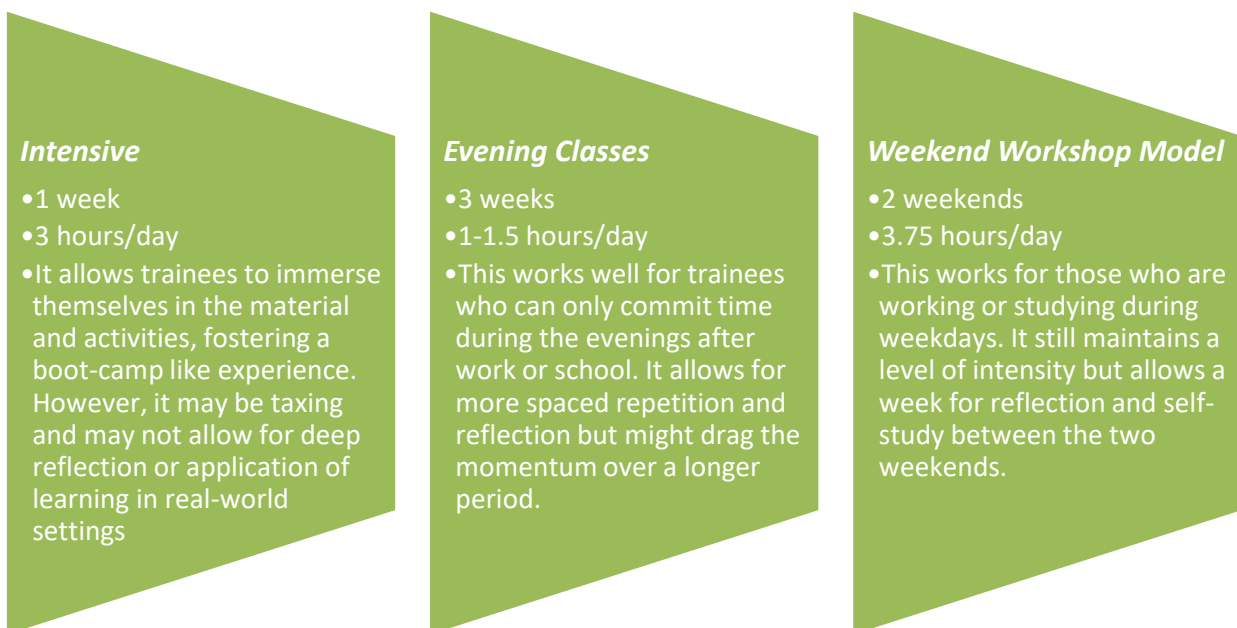 Intensive
•1 week
•3 hours/day
•It allows trainees to immerse
themselves in the material
and activities, fostering a
boot-camp like experience.
However, it may be taxing
and may not allow for deep
reflection or application of
learning in real-world
settings
Evening Classes
•3 weeks
•1-1.5 hours/day
•This works well for trainees
who can only commit time
during the evenings after
work or school. It allows for
more spaced repetition and
reflection but might drag the
momentum over a longer
period.
Weekend Workshop Model
•2 weekends
•3.75 hours/day
•This works for those who are
working or studying during
weekdays. It still maintains a
level of intensity but allows a
week for reflection and self-
study between the two
weekends.